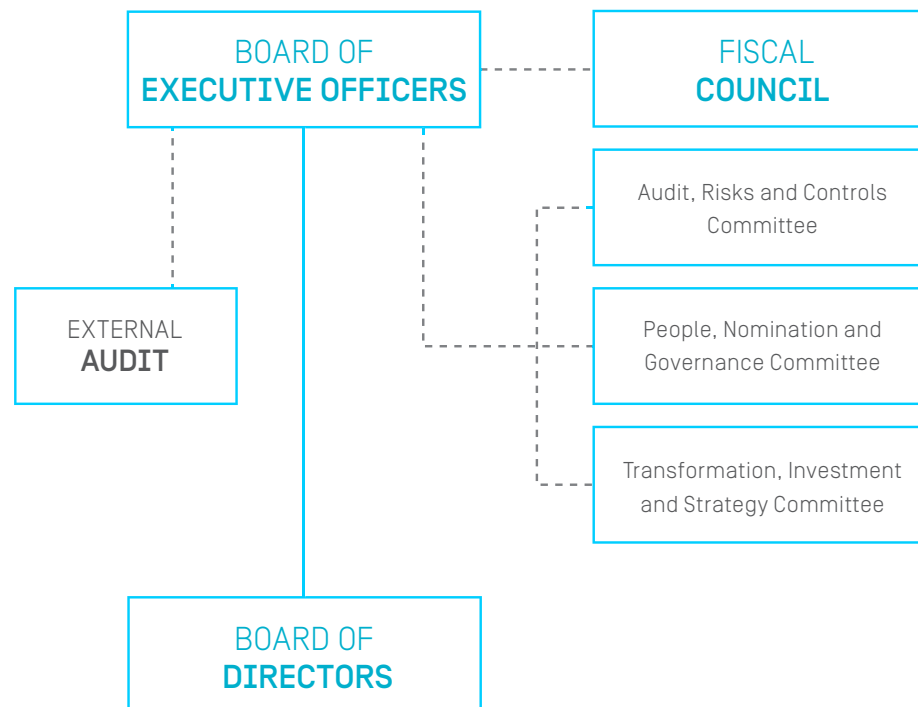 BOARD OF
EXECUTIVE OFFICERS
FISCAL
COUNCIL
Audit, Risks and Controls
Committee
EXTERNAL
AUDIT
People, Nomination and
Governance Committee
Transformation, Investment
and Strategy Committee
BOARD OF
DIRECTORS